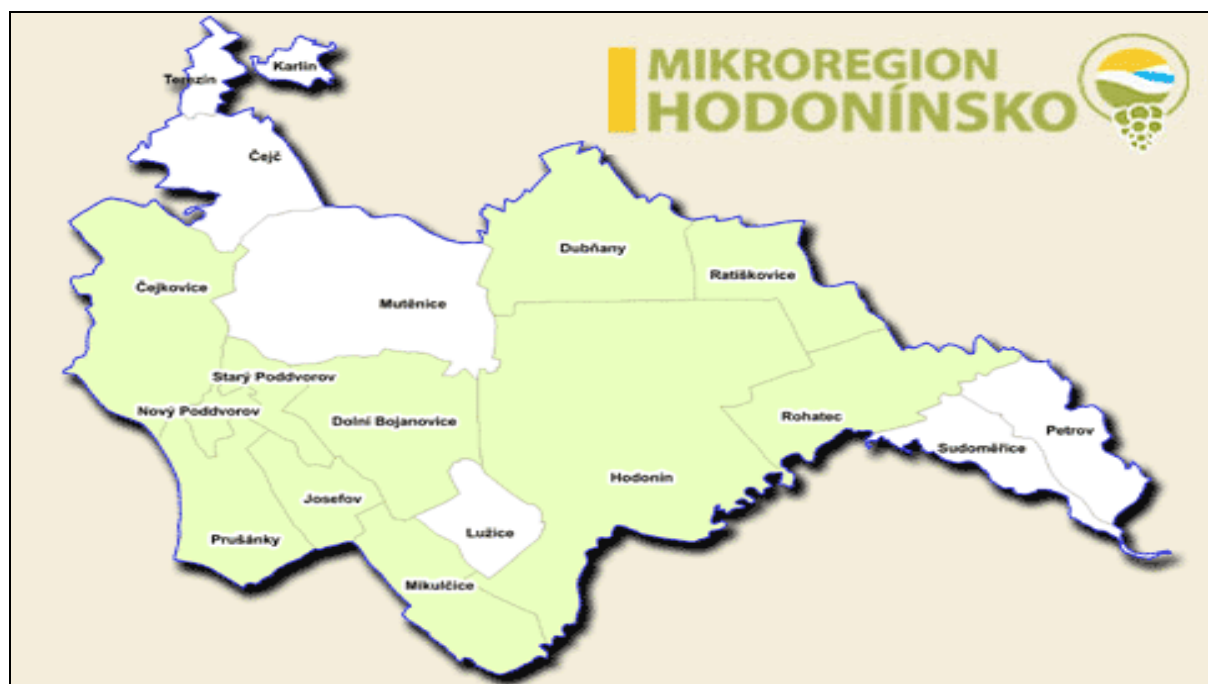 MIKROREGION
HODONÍNSKO
Karlín
Terezín
Čejč
Dubňany
Ratíškovice
Čejkovice
Mutěnice
Starý Poddvorov
Nový Poddvorov
Dolní Bojanovice
Rohatec
Petrov
Sudoměřice
Hodonín
Josefov
Lužice
Prušánky
Mikulčice